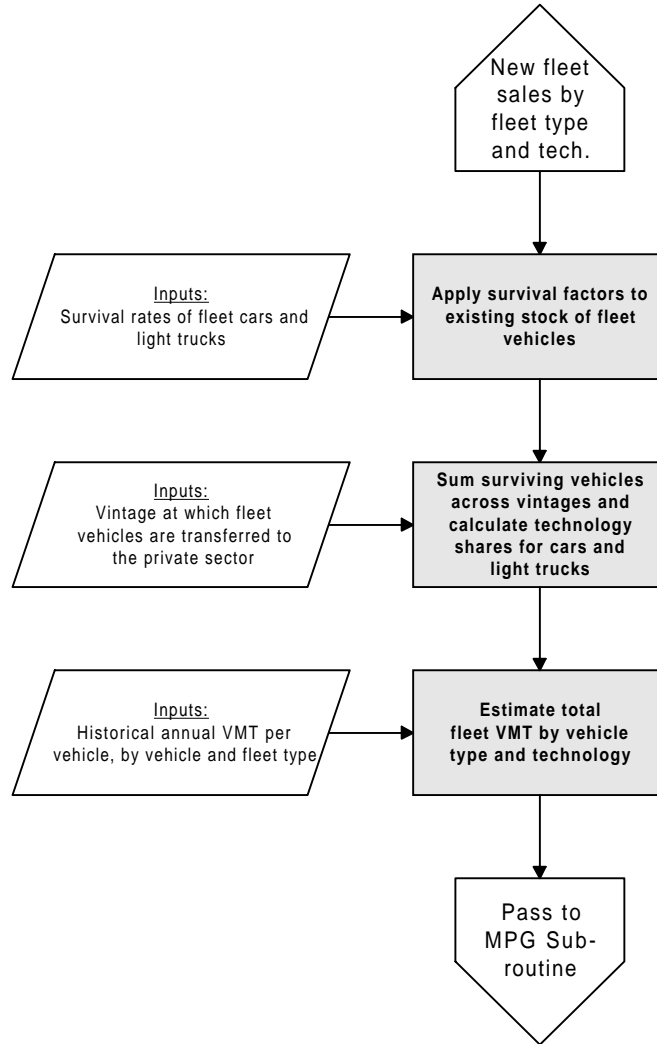 New fleet
sales by
fleet type
and tech.
Inputs:
Survival rates of fleet cars and
light trucks
Apply survival factors to
existing stock of fleet
vehicles
Inputs:
Vintage at which fleet
vehicles are transferred to
the private sector
Sum surviving vehicles
across vintages and
calculate technology
shares for cars and
light trucks
Inputs:
Historical annual VMT per
vehicle, by vehicle and fleet type
Estimate total
fleet VMT by vehicle
type and technology
Pass to
MPG Sub-
routine